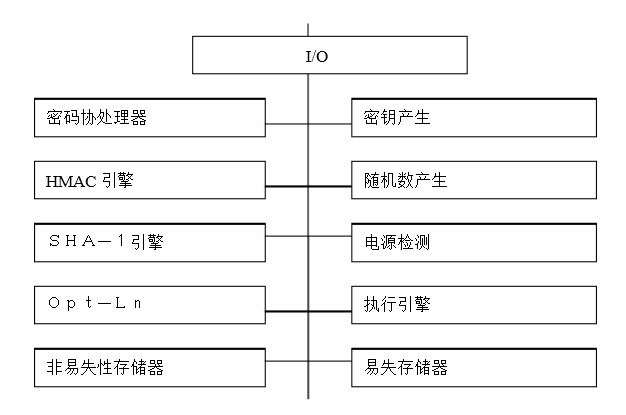 I/O
密码协处理器
密钥产生
HMAC 引擎
随机数产生
ＳＨＡ－１引擎
电源检测
Ｏｐｔ－Ｌｎ
执行引擎
非易失性存储器
易失存储器